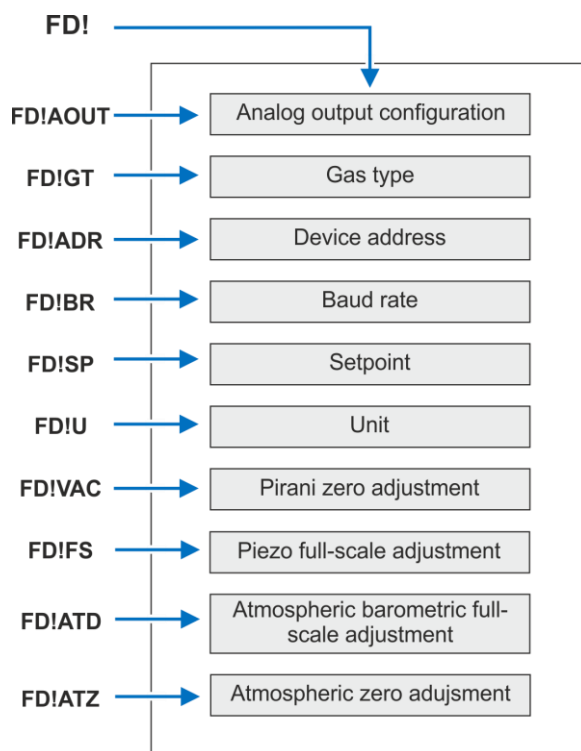 FD!
FD!AOUT Analog output configuration
FD!GT Gas type
FD!ADR Device address
FD!BR Baud rate
FD!SP Setpoint
FD!U Unit
FD!VAC Pirani zero adjustment
FD!FS Piezo full-scale adjustment
FD!ATD Atmospheric barometric full-
scale adjustment
FD!ATZ Atmospheric zero adujsment